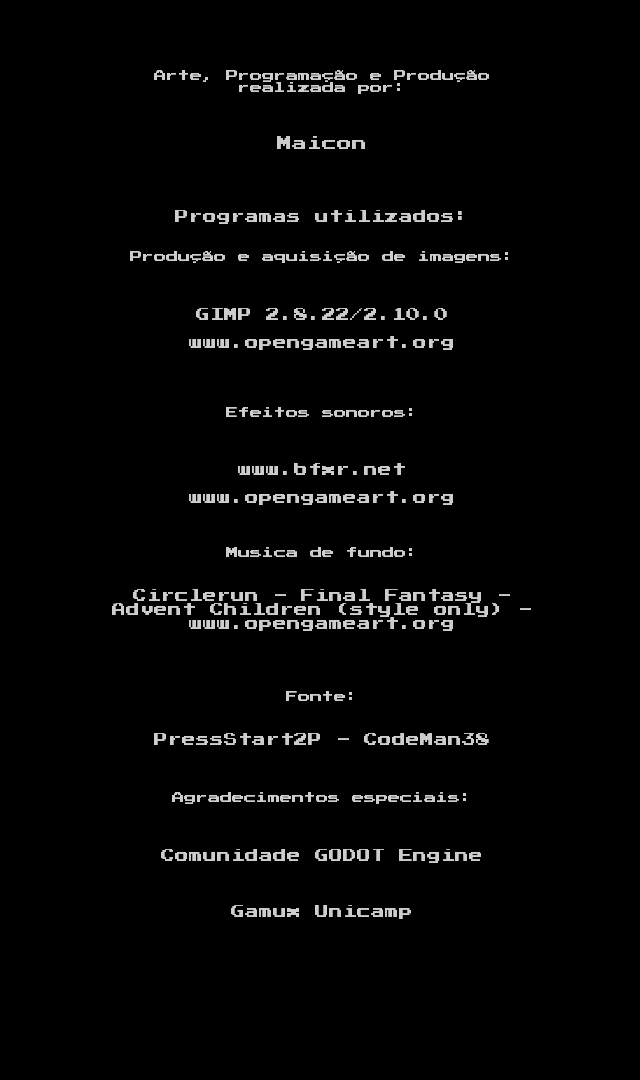 Arte, Programação e Produção
realizada por:
Maicon
Programas utilizados:
Produção e aquisição de imagens:
GIMP 2.8.22/2.10.0
www.opengameart.org
Efeitos sonoros:
www.bfxr.net
www.opengameart.org
Musica de fundo:
Circlerun - Final Fantasy -
Advent Children (style only) -
www.opengameart.org
Fonte:
PressStart2P - CodeMan38
Agradecimentos especiais:
Comunidade GODOT Engine
Gamux Unicamp